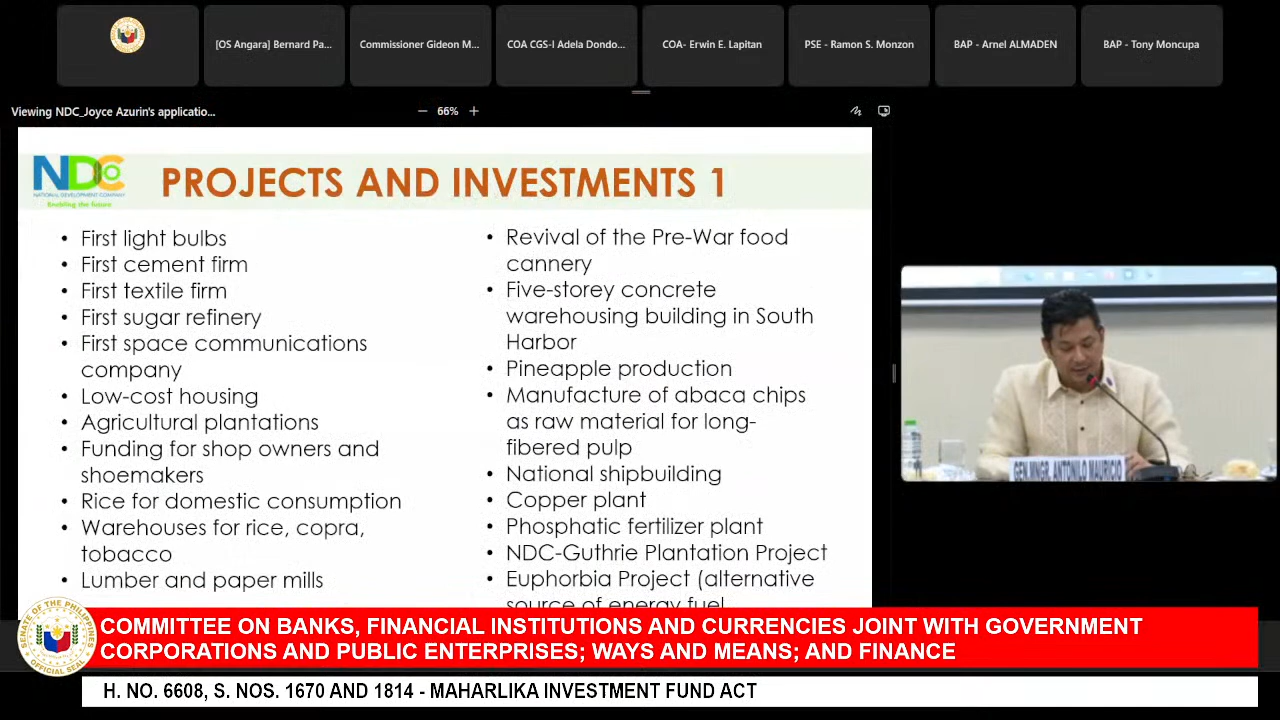 [OS Angara] Bernard Pa...
Commissioner Gideon M...
COA CGS-I Adela Dondo...
COA- Erwin E. Lapitan
PSE - Ramon S. Monzon
BAP - Arnel ALMADEN
BAP - Tony Moncupa
Viewing NDC_Joyce Azurin's applicatio...
66%
NDC
NATIONAL DEVELOPMENT COMPANY
Enabling the future
PROJECTS AND INVESTMENTS 1
• First light bulbs
• First cement firm
• First textile firm
• First sugar refinery
• First space communications
company
• Low-cost housing
• Agricultural plantations
• Funding for shop owners and
shoemakers
• Rice for domestic consumption
• Warehouses for rice, copra,
tobacco
• Lumber and paper mills
• Revival of the Pre-War food
cannery
• Five-storey concrete
warehousing building in South
Harbor
• Pineapple production
• Manufacture of abaca chips
as raw material for long-
fibered pulp
• National shipbuilding
• Copper plant
• Phosphatic fertilizer plant
• NDC-Guthrie Plantation Project
• Euphorbia Project (alternative
source of energy fuel
GEN. MNGR. ANTONILO MAURICIO
SENATE OF THE PHILIPPINES
OFFICIAL SEAL
COMMITTEE ON BANKS, FINANCIAL INSTITUTIONS AND CURRENCIES JOINT WITH GOVERNMENT
CORPORATIONS AND PUBLIC ENTERPRISES; WAYS AND MEANS; AND FINANCE
H. NO. 6608, S. NOS. 1670 AND 1814 - MAHARLIKA INVESTMENT FUND ACT